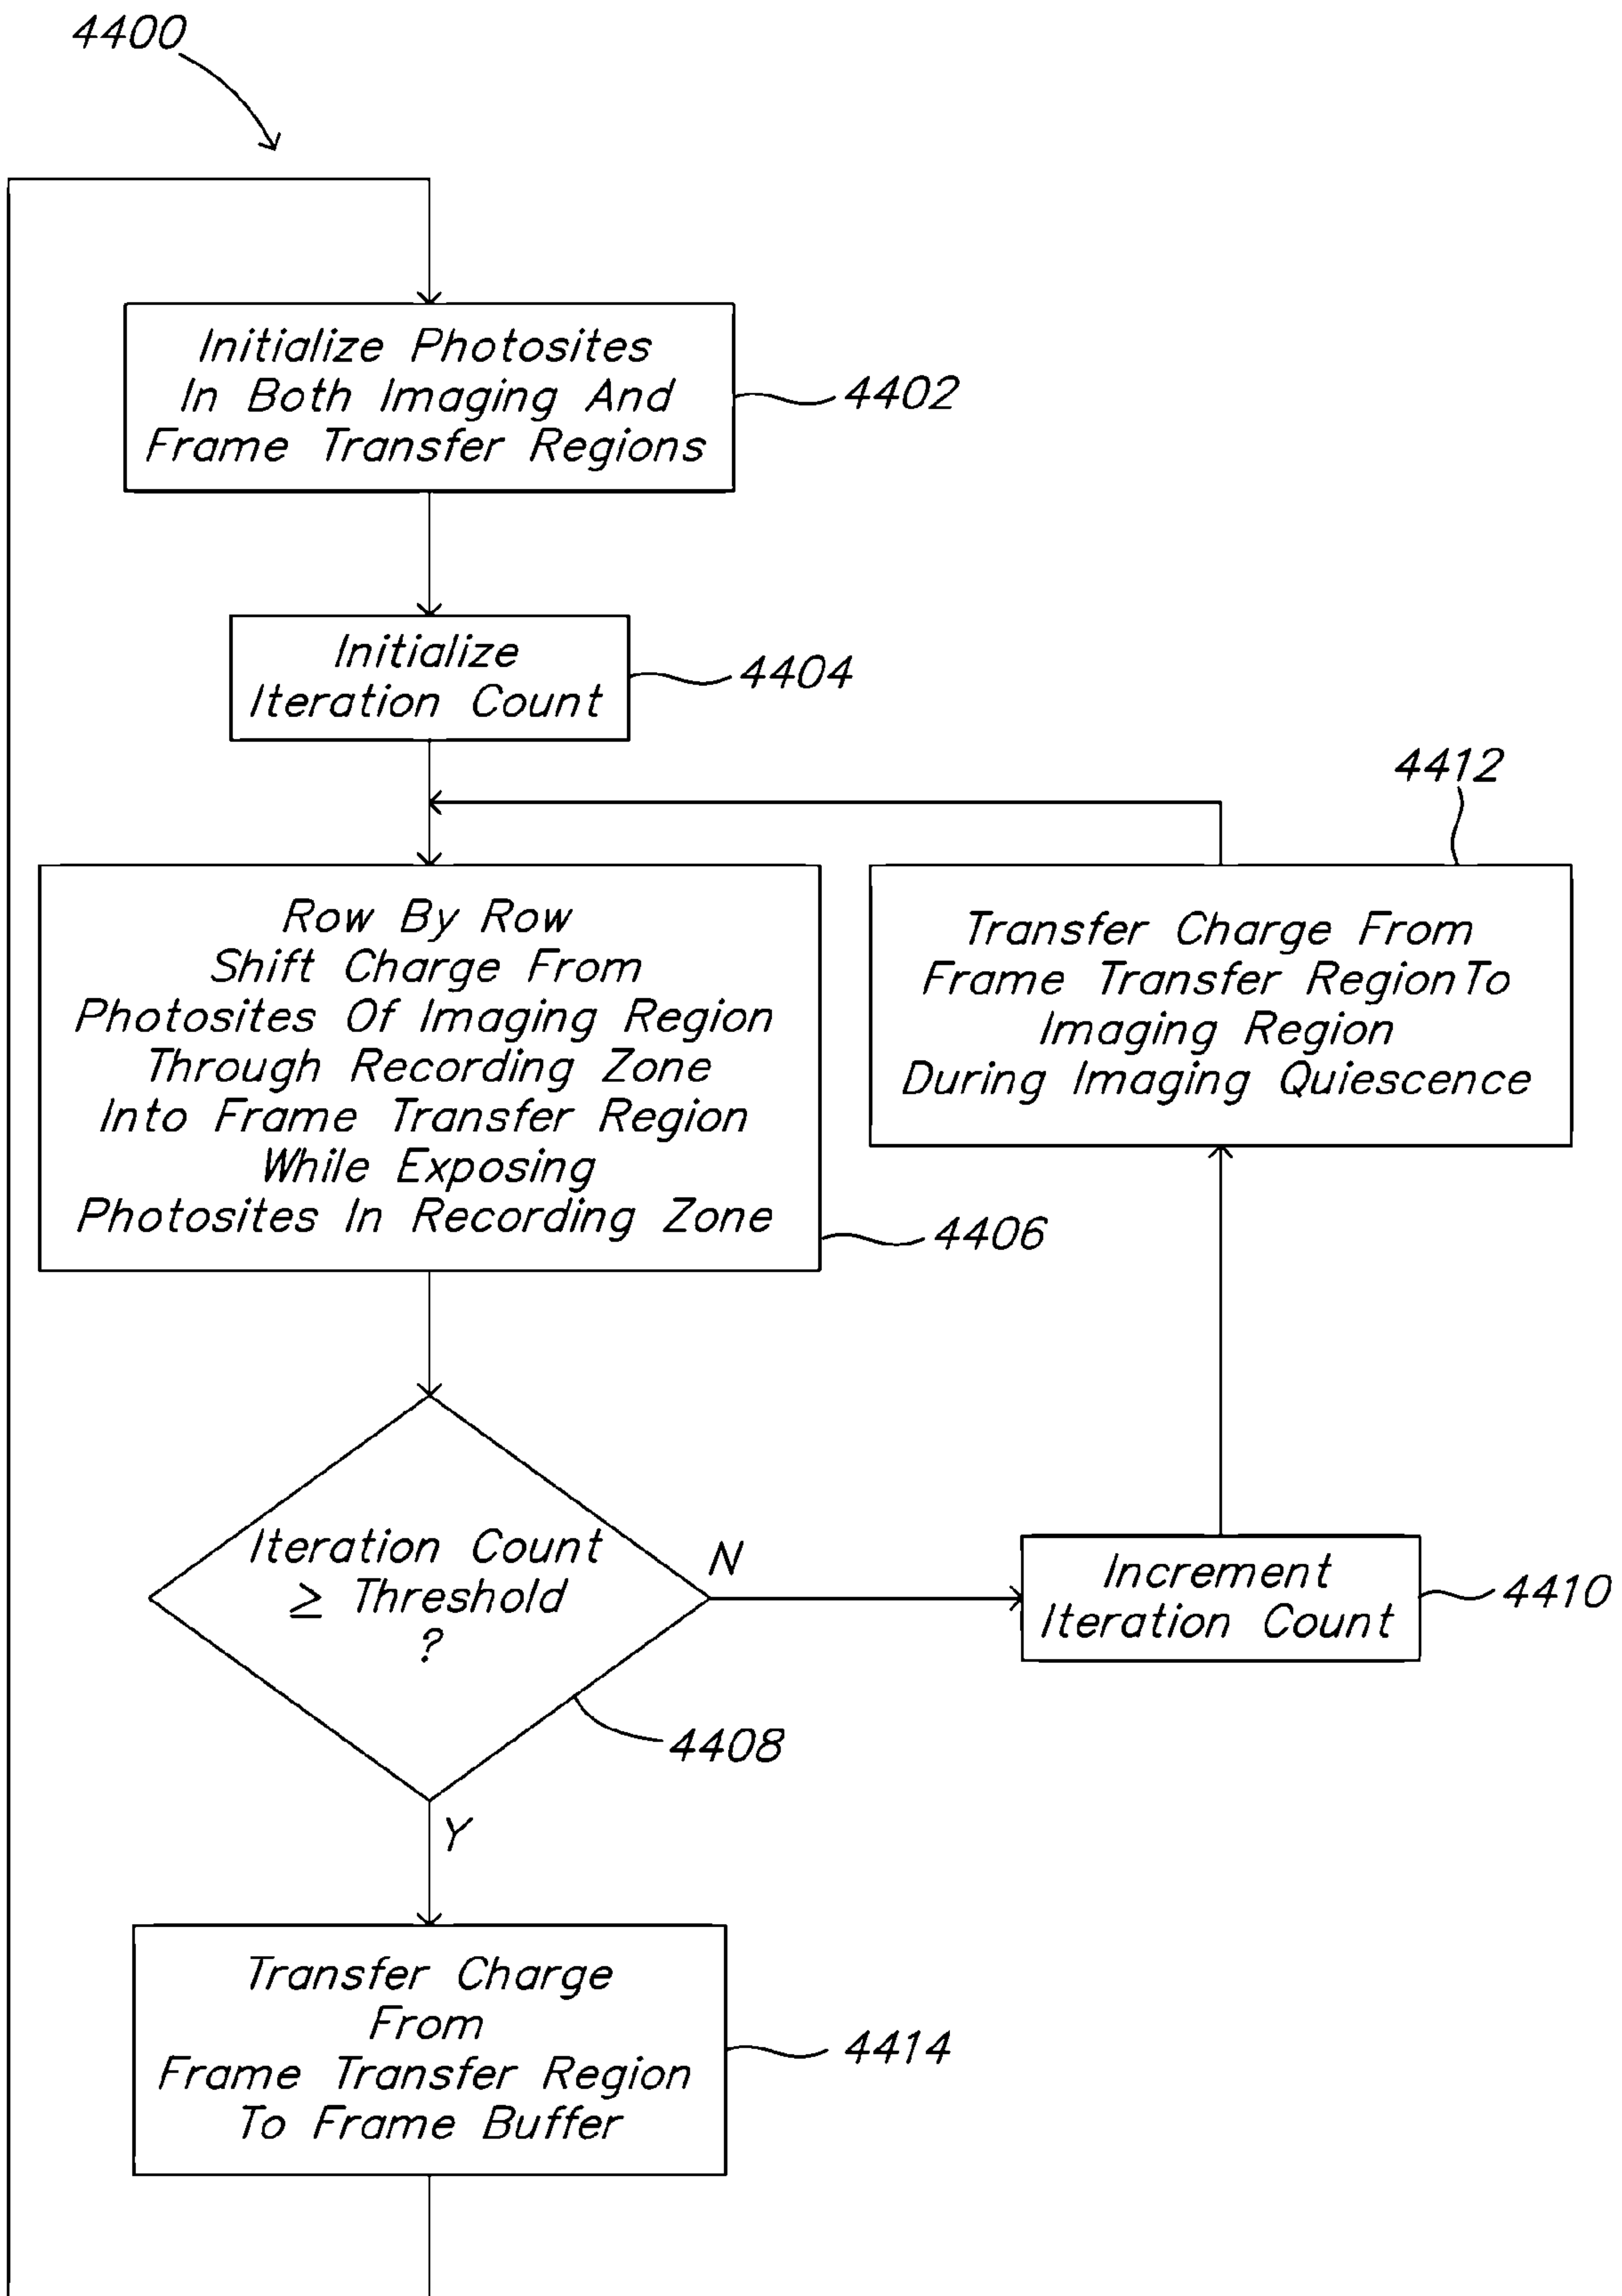 4400
Initialize Photosites
In Both Imaging And
Frame Transfer Regions
4402
Initialize
Iteration Count
4404
4412
Row By Row
Shift Charge From
Photosites Of Imaging Region
Through Recording Zone
Into Frame Transfer Region
While Exposing
Photosites In Recording Zone
4406
Transfer Charge From
Frame Transfer RegionTo
Imaging Region
During Imaging Quiescence
Iteration Count
≥ Threshold
?
N
4408
Y
Increment
Iteration Count
4410
Transfer Charge
From
Frame Transfer Region
To Frame Buffer
4414